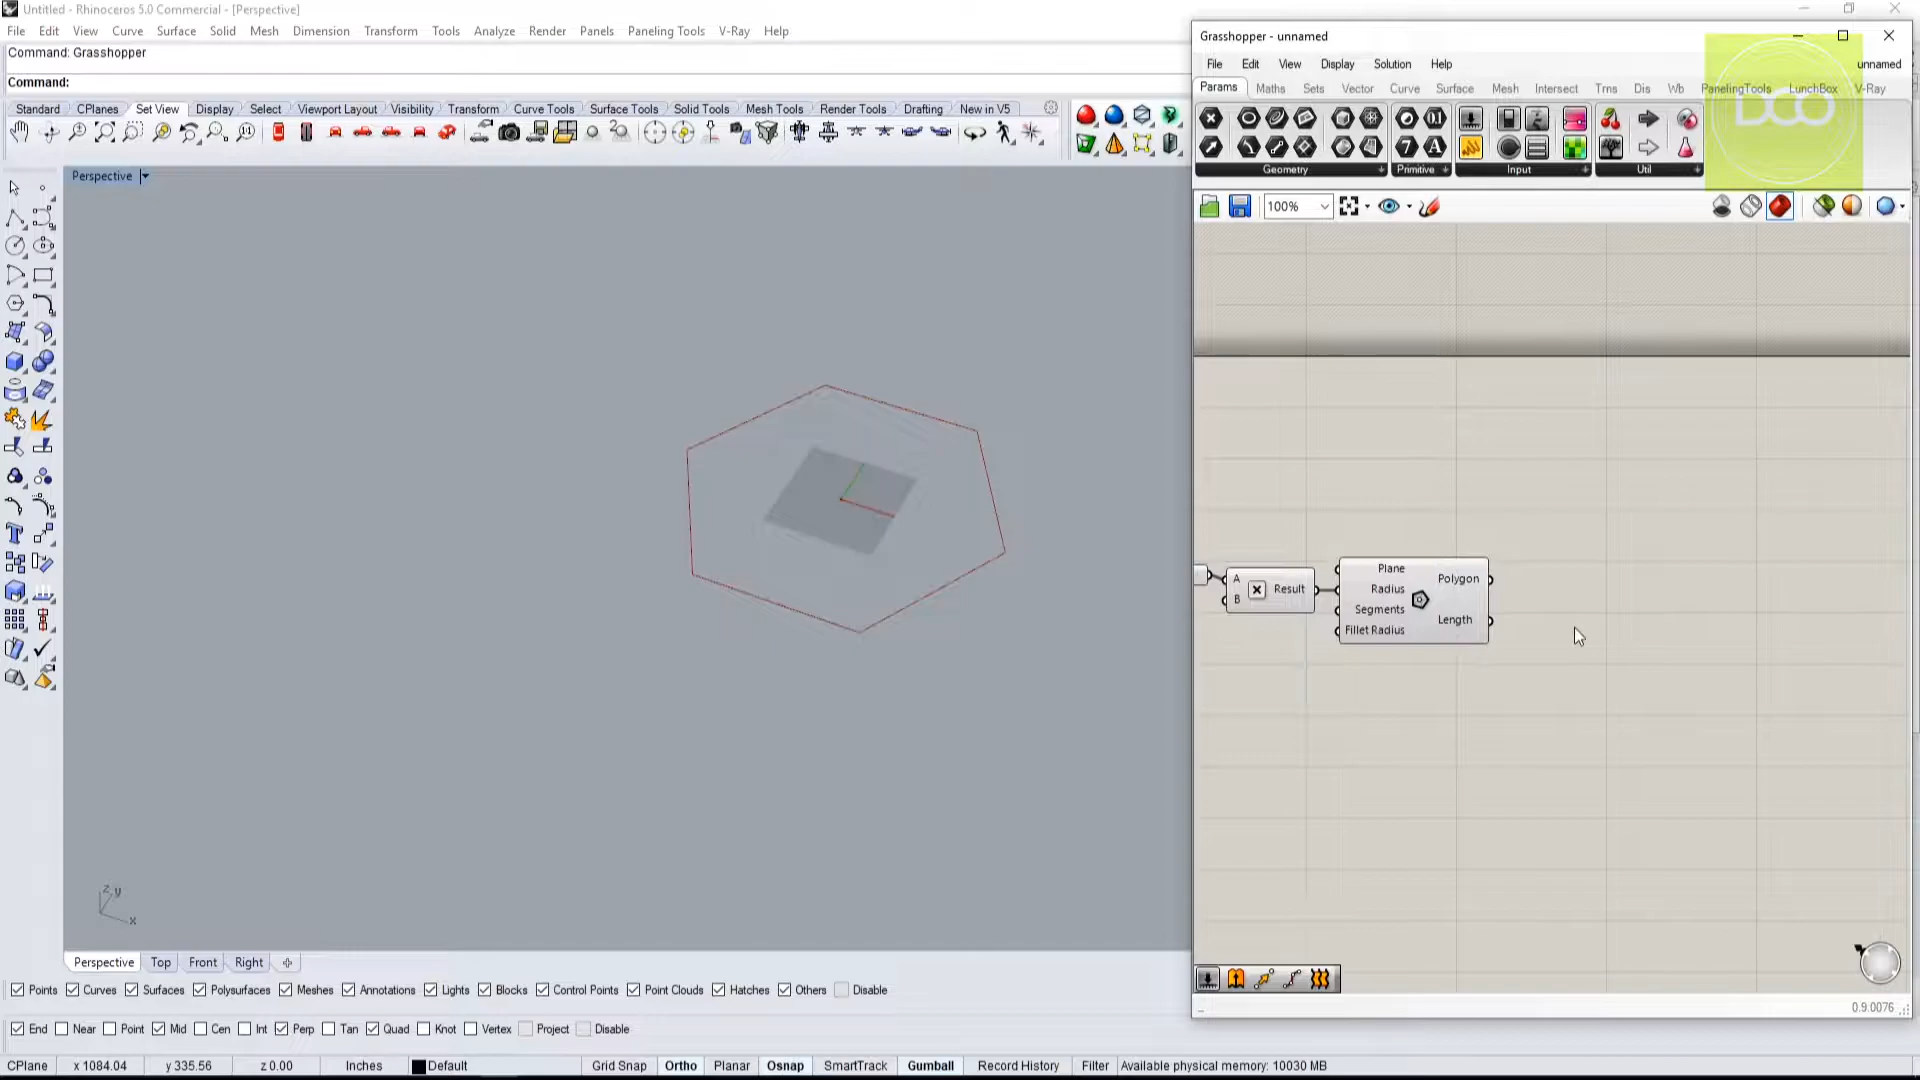 Untitled - Rhinoceros 5.0 Commercial - [Perspective]
File Edit View Curve Surface Solid Mesh Dimension Transform Tools Analyze Render Panels Paneling Tools V-Ray Help
Command: Grasshopper
Command:
Standard CPlanes Set View Display Select Viewport Layout Visibility Transform Curve Tools Surface Tools Solid Tools Mesh Tools Render Tools Drafting New in V5
Perspective
z y
x
Perspective Top Front Right
Points Curves Surfaces Polysurfaces Meshes Annotations Lights Blocks Control Points Point Clouds Hatches Others Disable
End Near Point Mid Cen Int Perp Tan Quad Knot Vertex Project Disable
CPlane x 1084.04 y 335.56 z 0.00 Inches Default Grid Snap Ortho Planar Osnap SmartTrack Gumball Record History Filter Available physical memory: 10030 MB
Grasshopper - unnamed
File Edit View Display Solution Help unnamed
Params Maths Sets Vector Curve Surface Mesh Intersect Trns Dis Wb PanelingTools LunchBox V-Ray
DCO
Geometry Primitive Input Util
100%
A
B
Result
Plane
Radius
Segments
Fillet Radius
Polygon
Length
0.9.0076